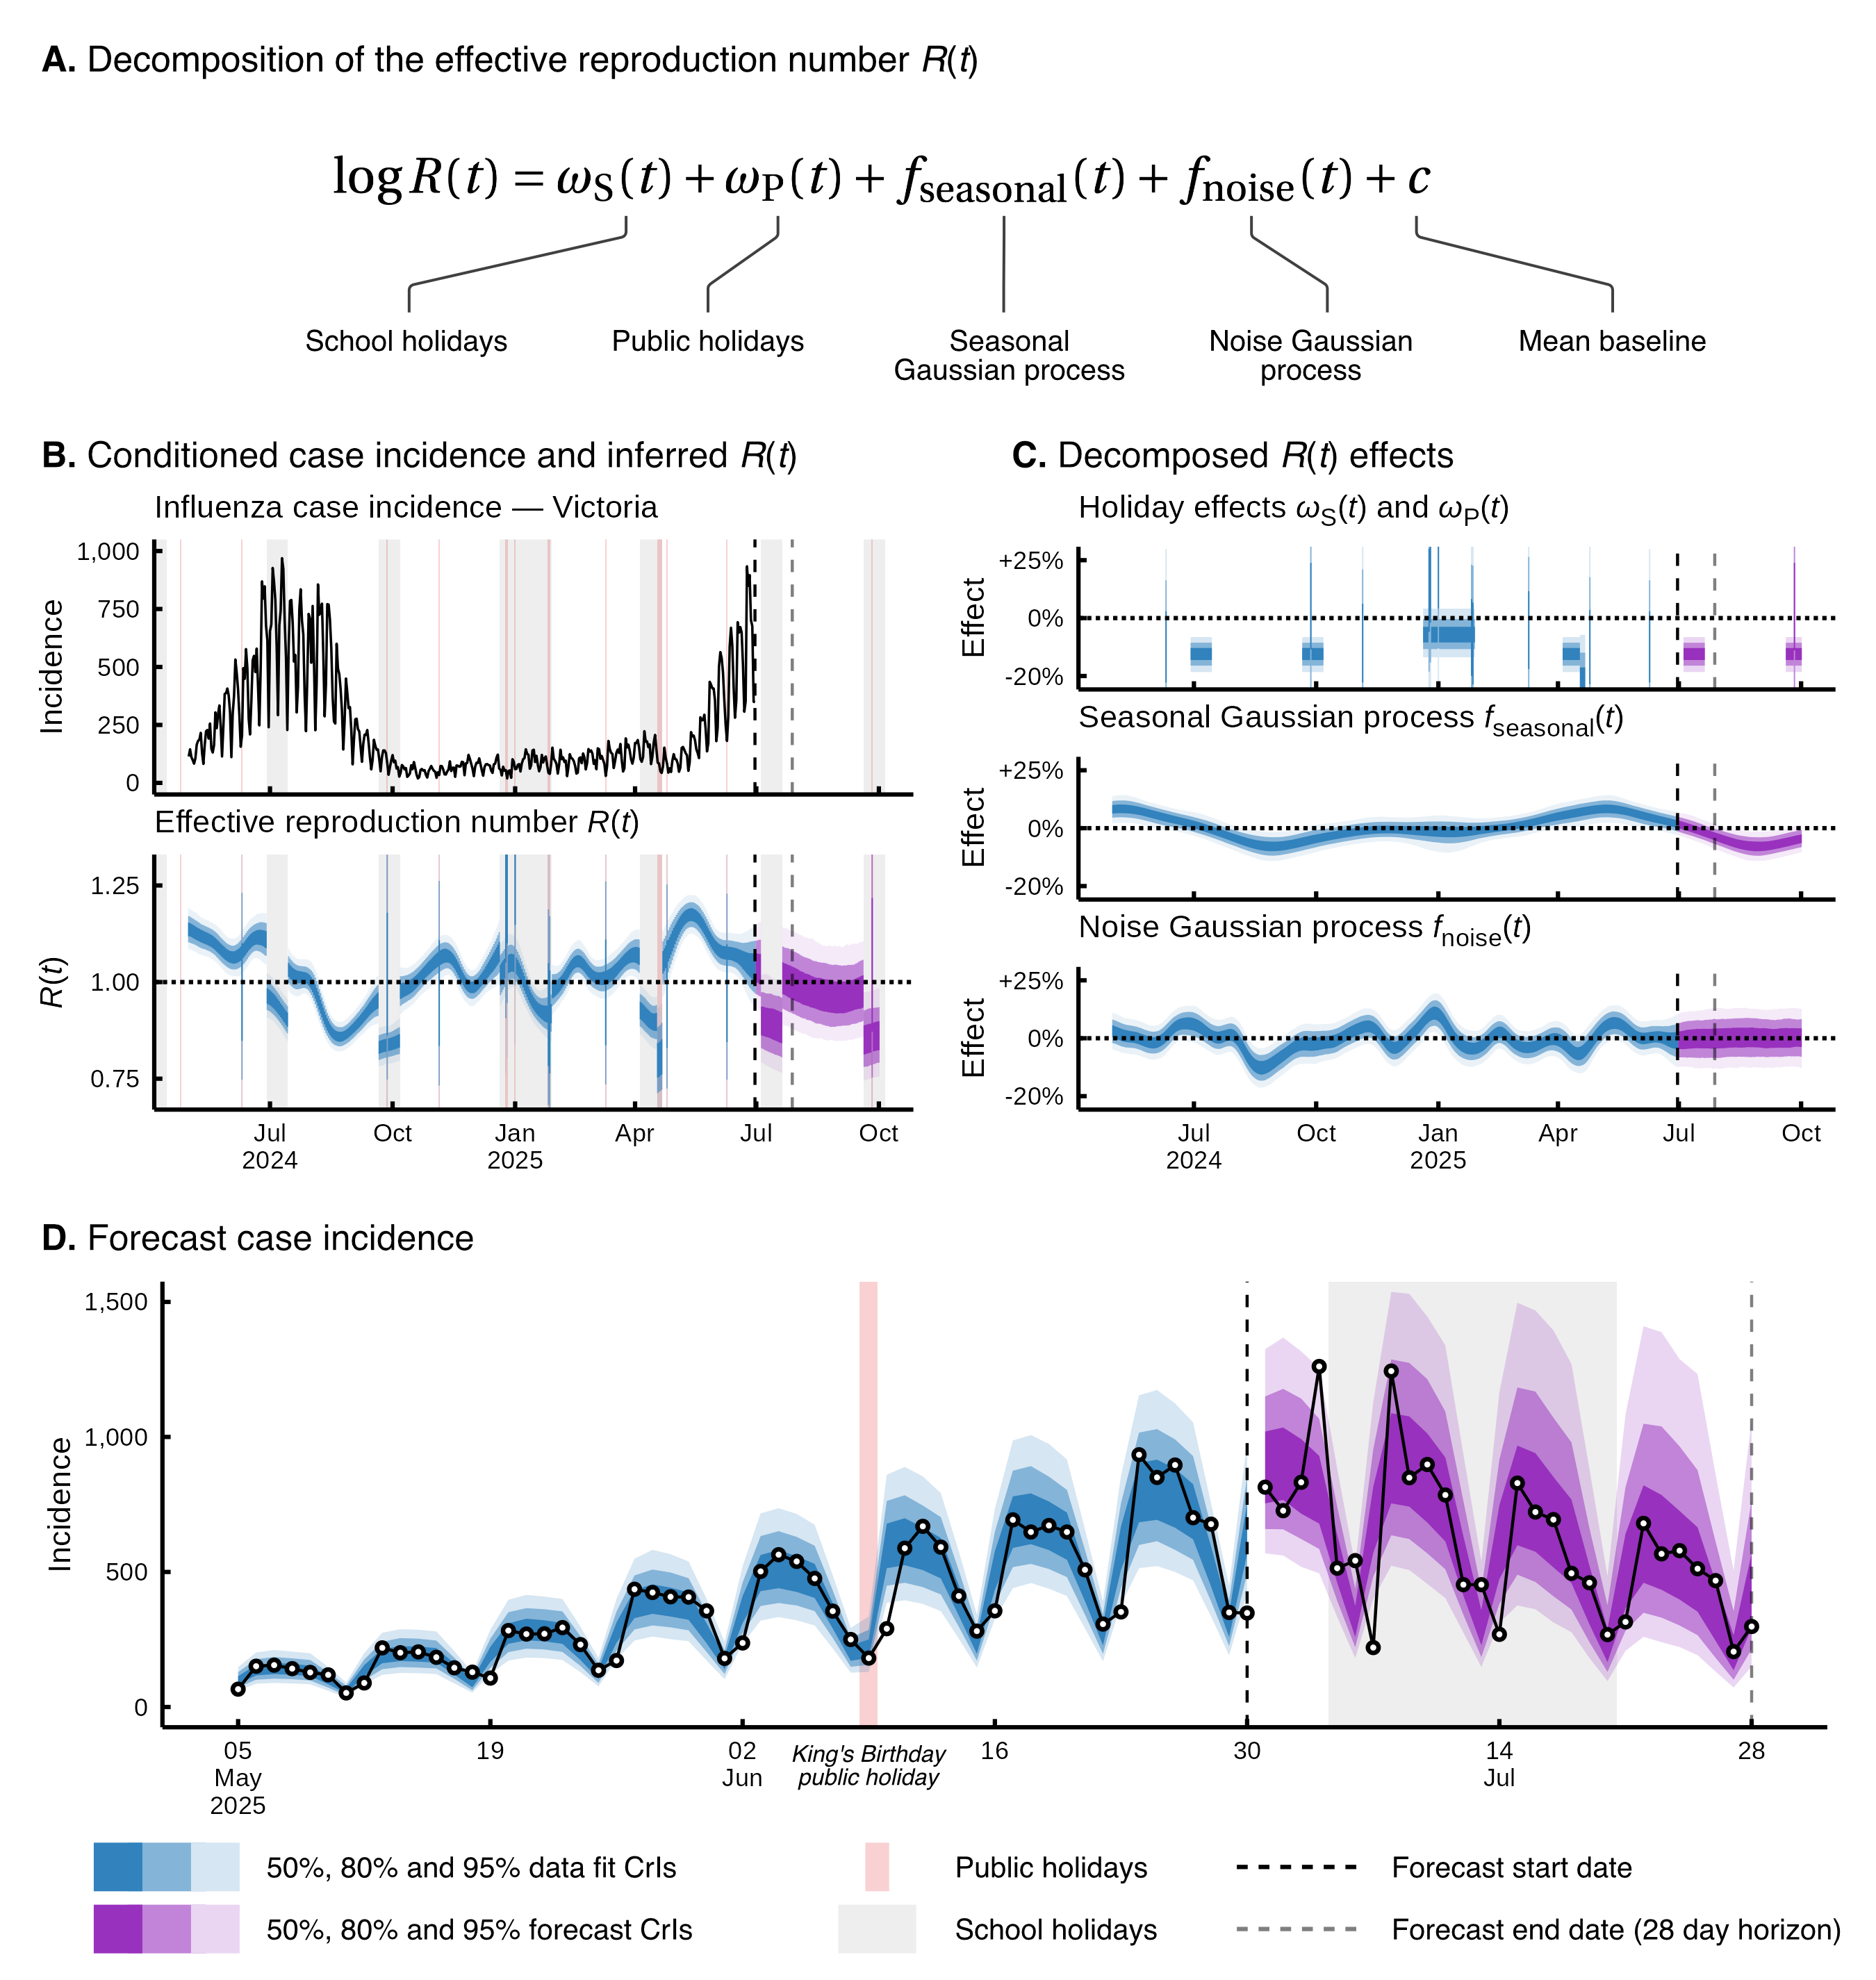 A. Decomposition of the effective reproduction number R(t)
log R(t) = ωS(t) + ωP(t) + fseasonal(t) + fnoise(t) + c
School holidays
Public holidays
Seasonal
Gaussian process
Noise Gaussian
process
Mean baseline
B. Conditioned case incidence and inferred R(t)
Influenza case incidence — Victoria
1,000
750
500
250
0
Incidence
Effective reproduction number R(t)
1.25
1.00
0.75
R(t)
Jul
2024
Oct
Jan
2025
Apr
Jul
Oct
C. Decomposed R(t) effects
Holiday effects ωS(t) and ωP(t)
+25%
0%
-20%
Effect
Seasonal Gaussian process fseasonal(t)
+25%
0%
-20%
Effect
Noise Gaussian process fnoise(t)
+25%
0%
-20%
Effect
Jul
2024
Oct
Jan
2025
Apr
Jul
Oct
D. Forecast case incidence
1,500
1,000
500
0
Incidence
05
May
2025
19
02
Jun
King's Birthday
public holiday
16
30
14
Jul
28
50%, 80% and 95% data fit CrIs
50%, 80% and 95% forecast CrIs
Public holidays
School holidays
Forecast start date
Forecast end date (28 day horizon)